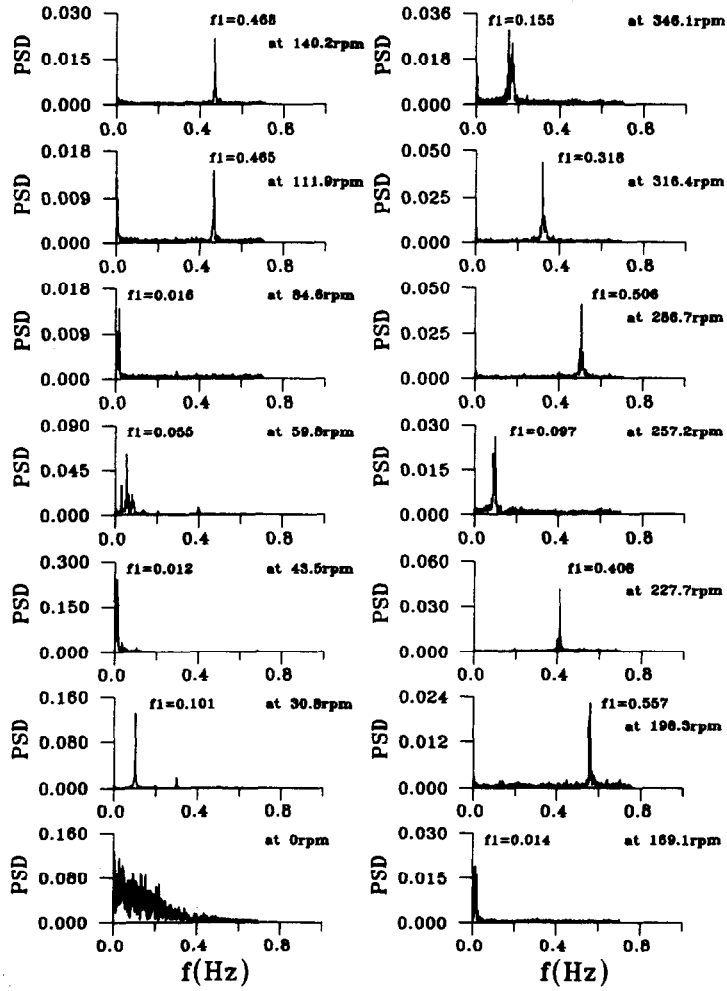 f1=0.468
at 140.2rpm
PSD
0.030
0.015
0.000
0.0 0.4 0.8
f1=0.465
at 111.9rpm
PSD
0.018
0.009
0.000
0.0 0.4 0.8
f1=0.016
at 84.6rpm
PSD
0.018
0.009
0.000
0.0 0.4 0.8
f1=0.055
at 59.8rpm
PSD
0.090
0.045
0.000
0.0 0.4 0.8
f1=0.012
at 43.5rpm
PSD
0.300
0.150
0.000
0.0 0.4 0.8
f1=0.101
at 30.8rpm
PSD
0.160
0.080
0.000
0.0 0.4 0.8
at 0rpm
PSD
0.160
0.080
0.000
0.0 0.4 0.8
f(Hz)
f1=0.155
at 346.1rpm
PSD
0.036
0.018
0.000
0.0 0.4 0.8
f1=0.318
at 316.4rpm
PSD
0.050
0.025
0.000
0.0 0.4 0.8
f1=0.506
at 286.7rpm
PSD
0.050
0.025
0.000
0.0 0.4 0.8
f1=0.097
at 257.2rpm
PSD
0.030
0.015
0.000
0.0 0.4 0.8
f1=0.406
at 227.7rpm
PSD
0.060
0.030
0.000
0.0 0.4 0.8
f1=0.557
at 198.3rpm
PSD
0.024
0.012
0.000
0.0 0.4 0.8
f1=0.014
at 169.1rpm
PSD
0.030
0.015
0.000
0.0 0.4 0.8
f(Hz)